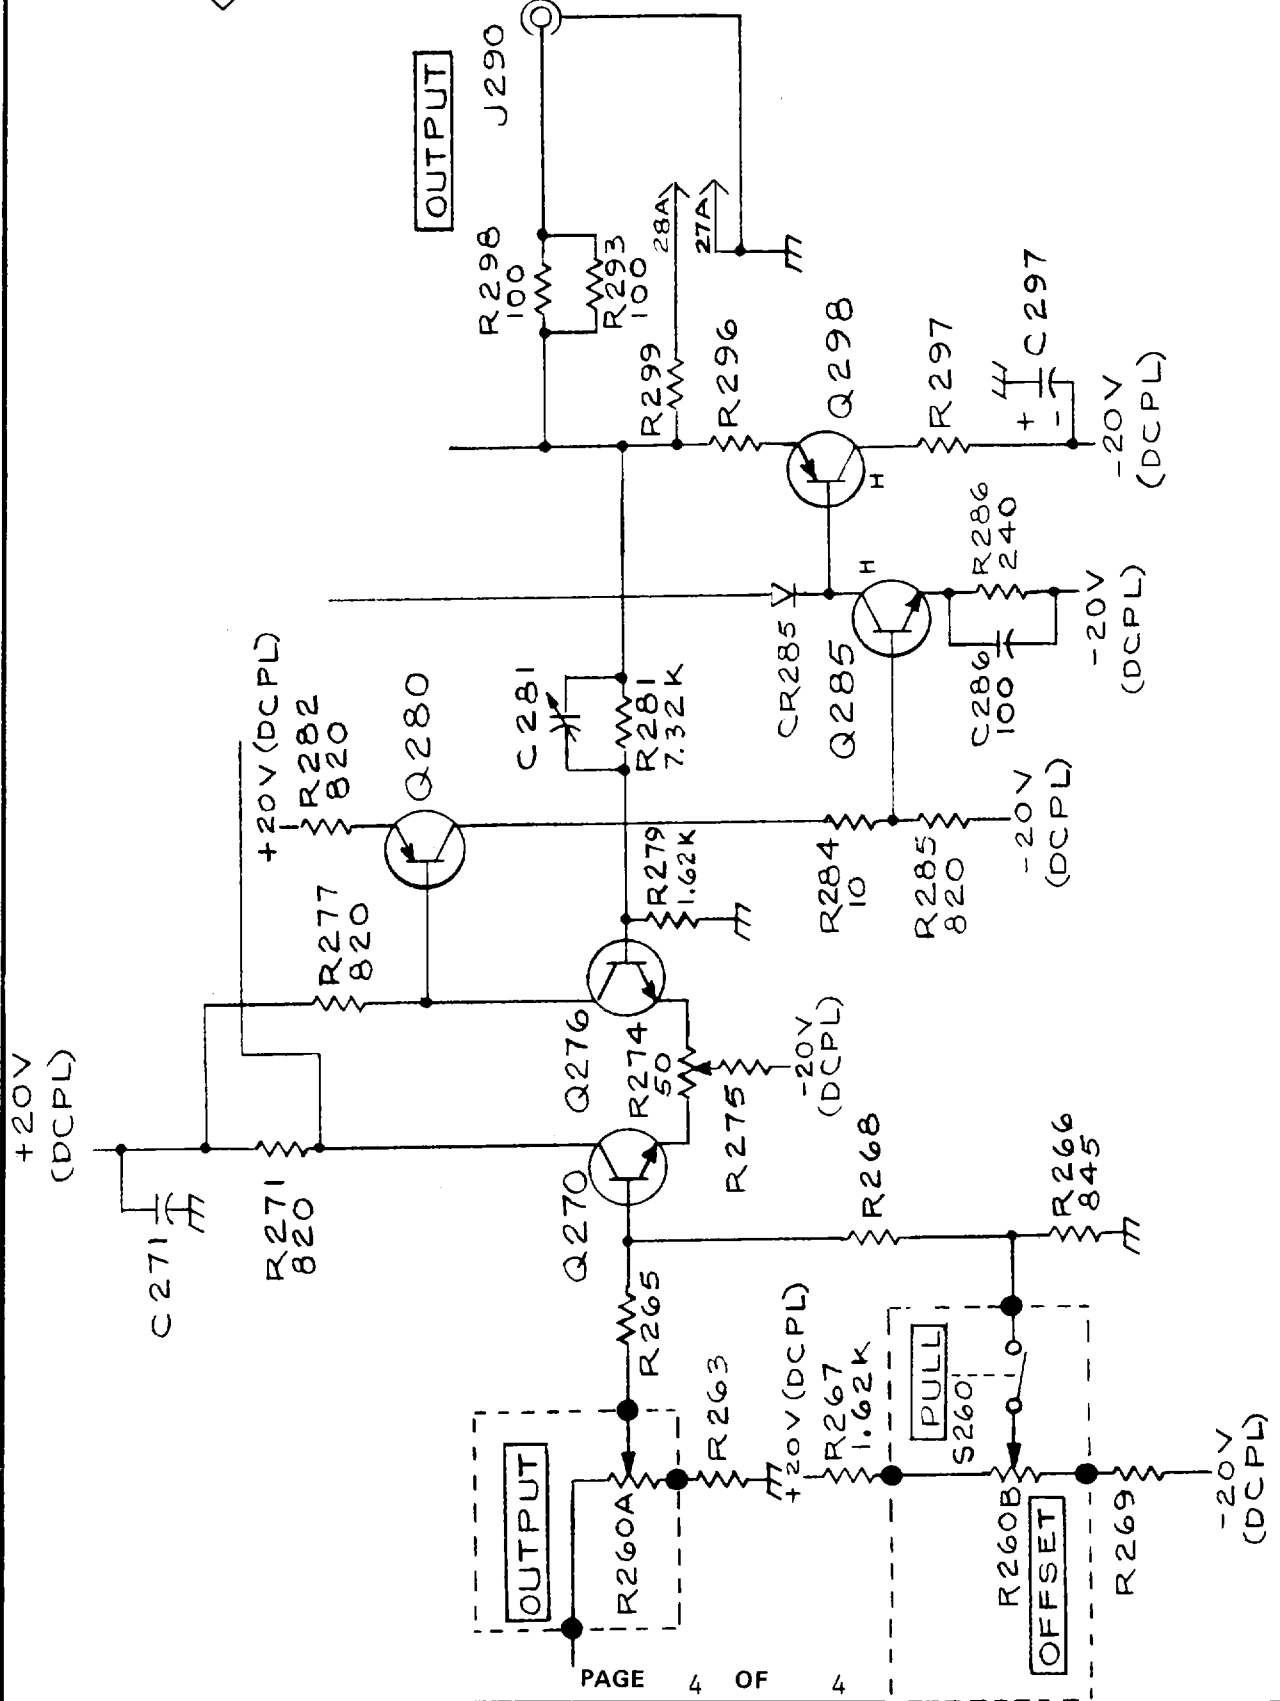 OUTPUT
J290
R298
100
R293
100
28A
27A
R299
R296
Q298
R297
+
-
C297
-20V
(DCPL)
H
H
R286
240
-20V
(DCPL)
CR285
Q285
C286
100
+20V (DCPL)
R282
820
Q280
C281
R281
7.32K
R279
1.62K
R284
10
R285
820
-20V
(DCPL)
R277
820
Q276
R274
50
-20V
(DCPL)
R275
+20V
(DCPL)
C271
R271
820
Q270
R268
R266
845
R265
+20V (DCPL)
R267
1.62K
PULL
S260
R263
OUTPUT
R260A
R260B
OFFSET
R269
-20V
(DCPL)
PAGE 4 OF 4